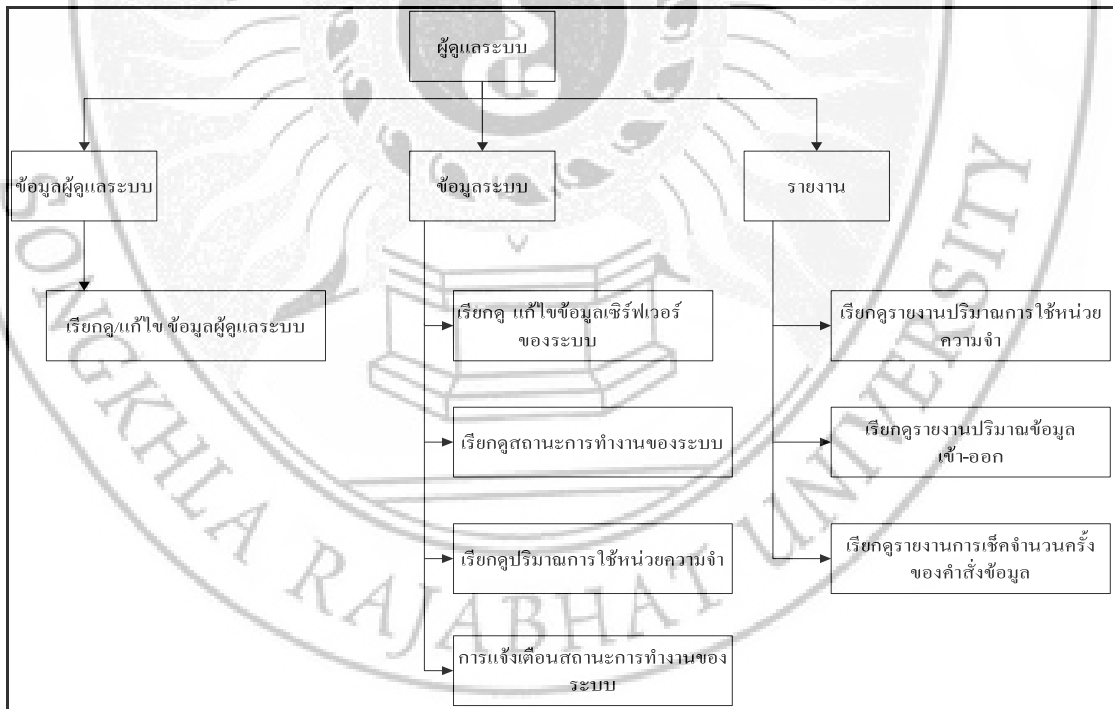 ผู้ดูแลระบบ
ข้อมูลผู้ดูแลระบบ
ข้อมูลระบบ
รายงาน
เรียกดู/แก้ไข ข้อมูลผู้ดูแลระบบ
เรียกดู แก้ไขข้อมูลเซิร์ฟเวอร์
ของระบบ
เรียกดูสถานะการทำงานของระบบ
เรียกดูปริมาณการใช้หน่วยความจำ
การแจ้งเตือนสถานะการทำงานของ
ระบบ
เรียกดูรายงานปริมาณการใช้หน่วย
ความจำ
เรียกดูรายงานปริมาณข้อมูล
เข้า-ออก
เรียกดูรายงานการเช็คจำนวนครั้ง
ของคำสั่งข้อมูล
SONGKHLA RAJABHAT UNIVERSITY